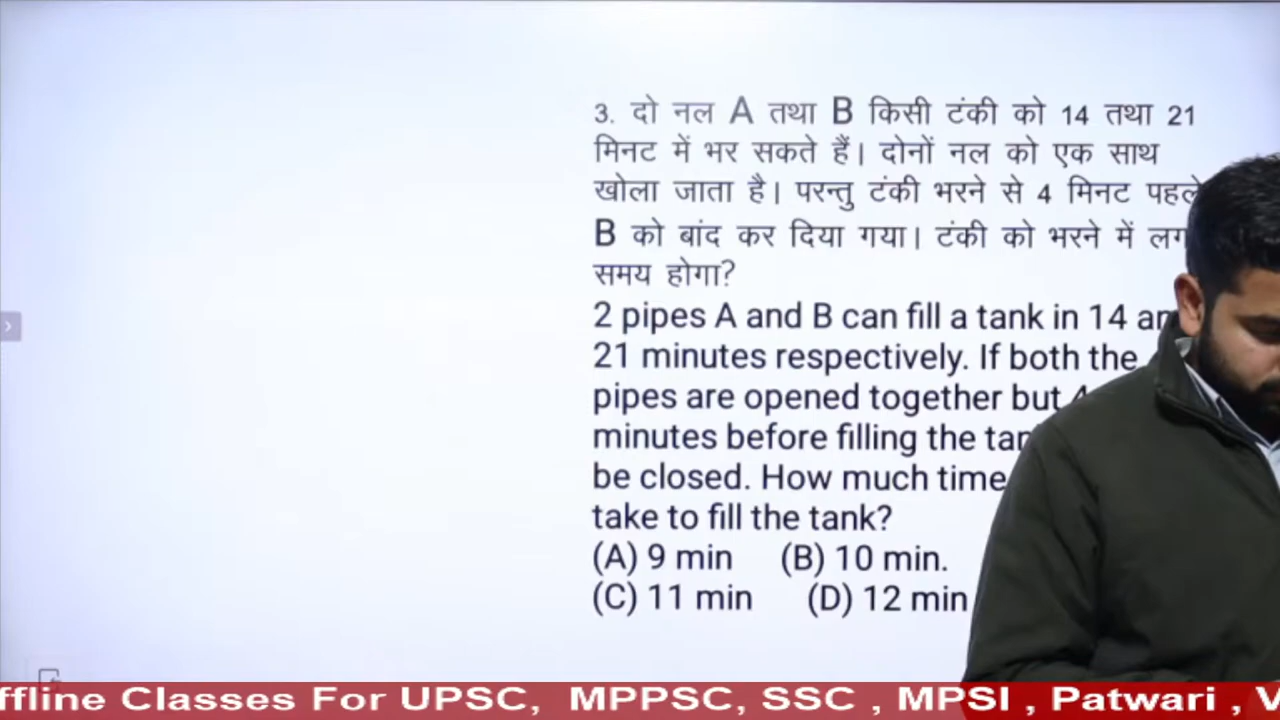 3. दो नल A तथा B किसी टंकी को 14 तथा 21
मिनट में भर सकते हैं। दोनों नल को एक साथ
खोला जाता है। परन्तु टंकी भरने से 4 मिनट पहले
B को बांद कर दिया गया। टंकी को भरने में
समय होगा?
2 pipes A and B can fill a tank in 14
21 minutes respectively. If both the
pipes are opened together but 4
minutes before filling the
be closed. How much time
take to fill the tank?
(A) 9 min (B) 10 min.
(C) 11 min (D) 12 min
Classes For UPSC, MPPSC, SSC , MPSI , Patwari ,